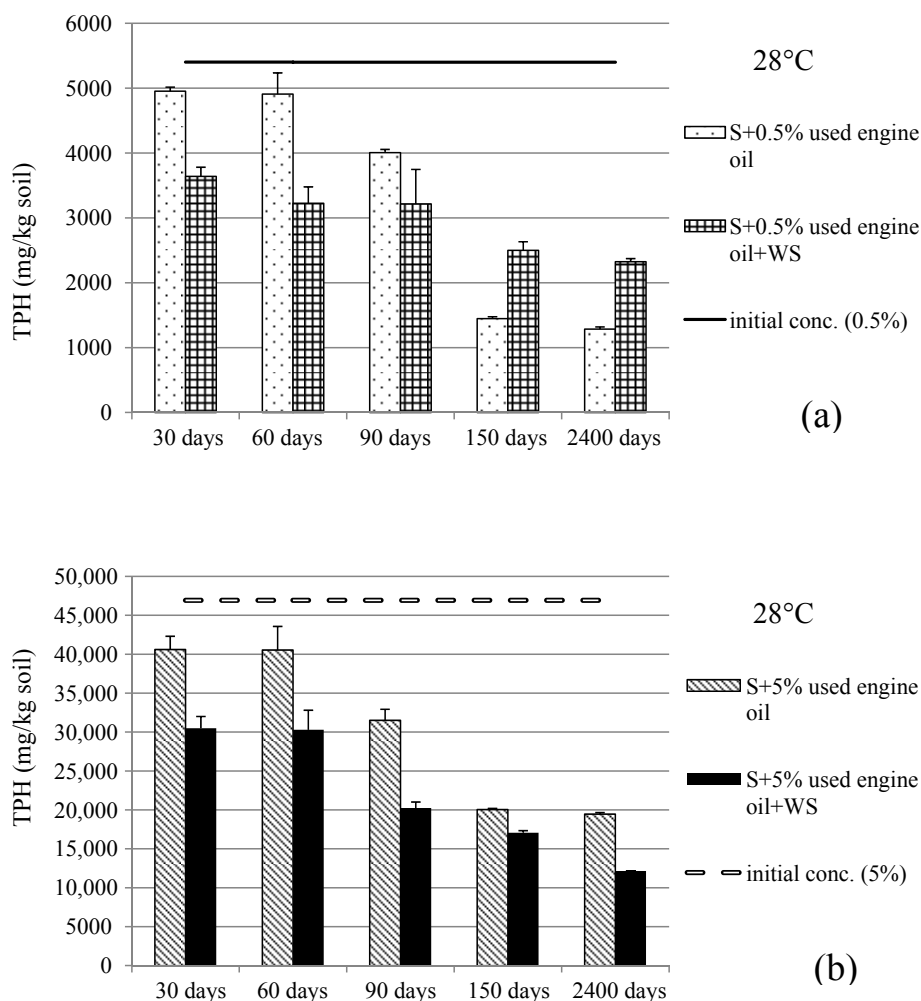 6000
5000
4000
3000
2000
1000
0
TPH (mg/kg soil)
30 days 60 days 90 days 150 days 2400 days
28°C
S+0.5% used engine
oil
S+0.5% used engine
oil+WS
initial conc. (0.5%)
(a)
50,000
45,000
40,000
35,000
30,000
25,000
20,000
15,000
10,000
5000
0
TPH (mg/kg soil)
30 days 60 days 90 days 150 days 2400 days
28°C
S+5% used engine
oil
S+5% used engine
oil+WS
initial conc. (5%)
(b)